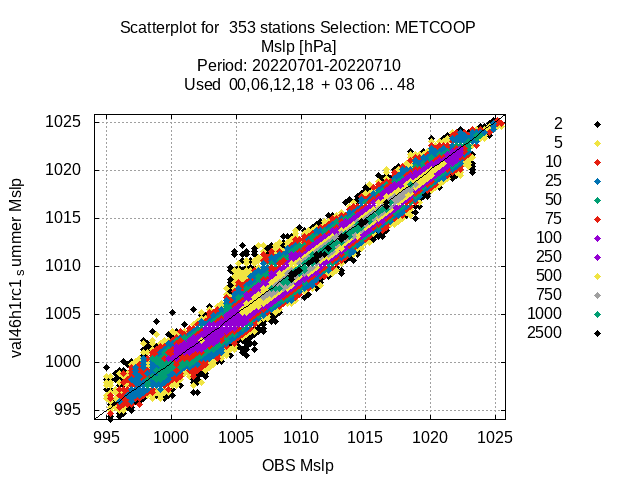 Scatterplot for  353 stations Selection: METCOOP
Mslp [hPa]
Period: 20220701-20220710
Used  00,06,12,18  + 03 06 ... 48
val46h1rc1 s ummer Mslp
1025
1020
1015
1010
1005
1000
995
995 1000 1005 1010 1015 1020 1025
OBS Mslp
2
5
10
25
50
75
100
250
500
750
1000
2500